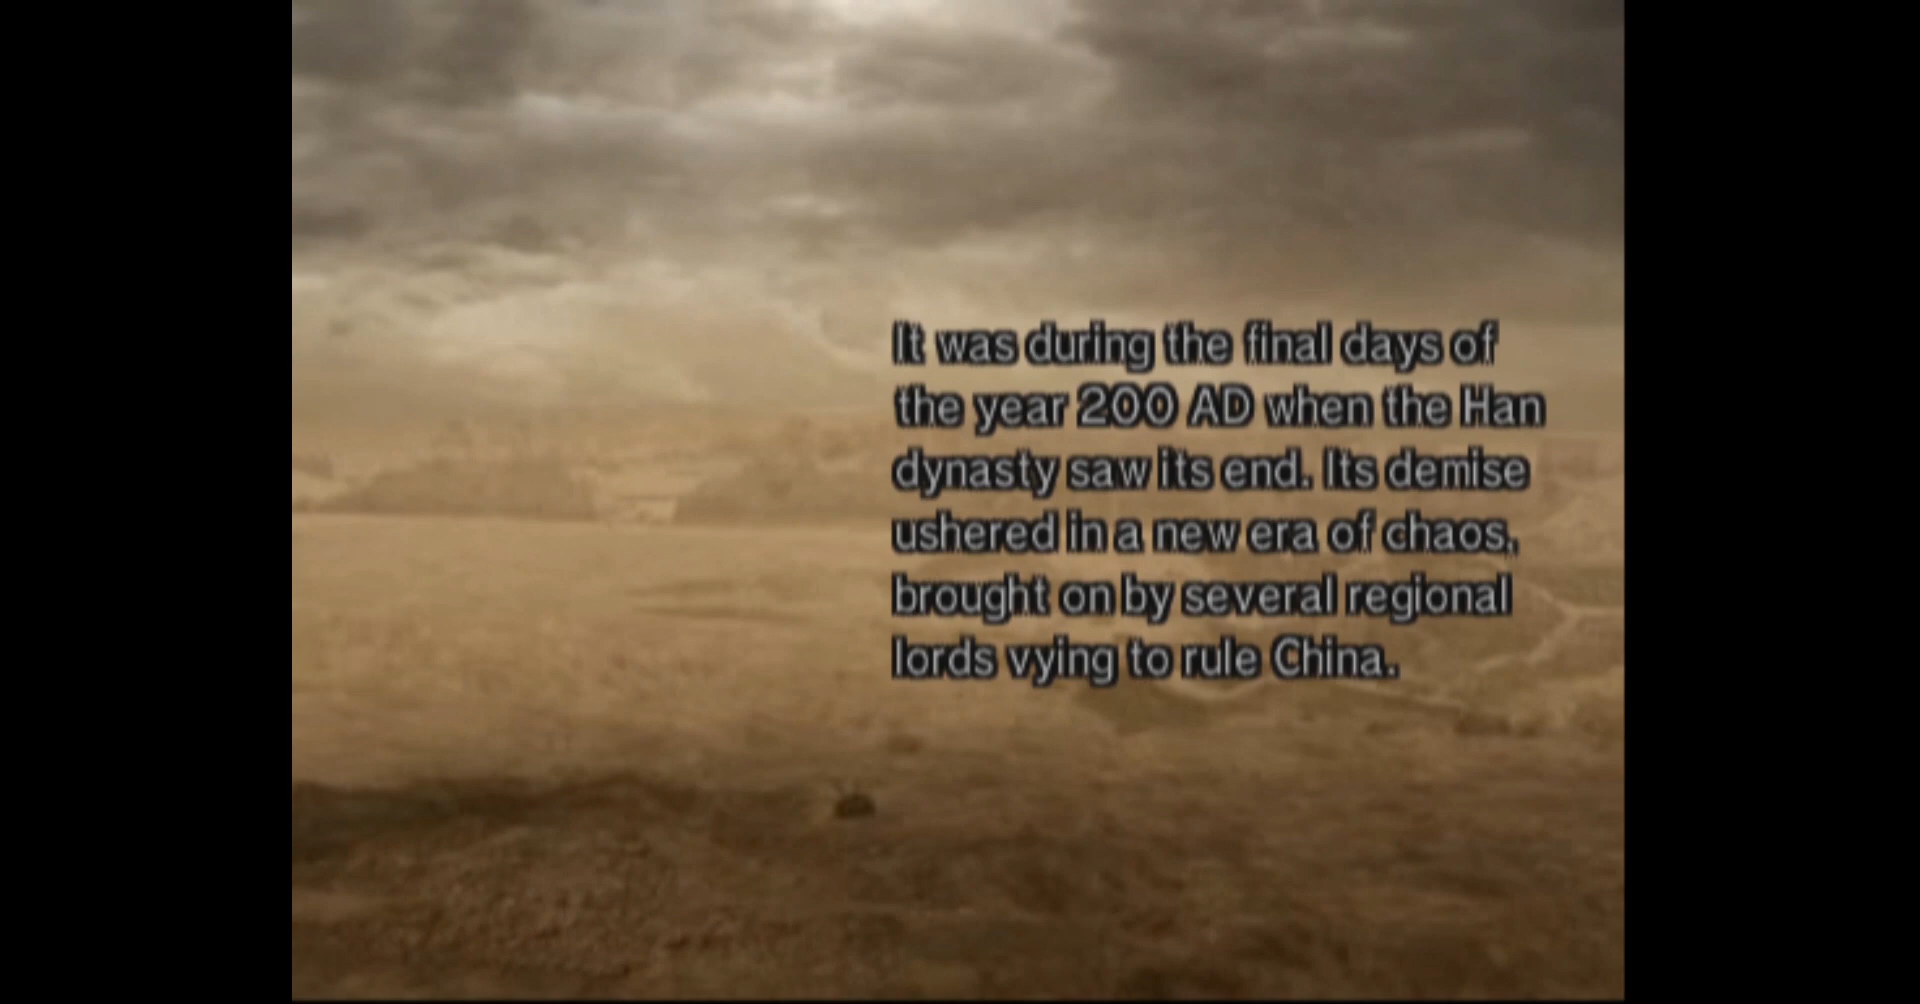 It was during the final days of
the year 200 AD when the Han
dynasty saw its end. Its demise
ushered in a new era of chaos,
brought on by several regional
lords vying to rule China.